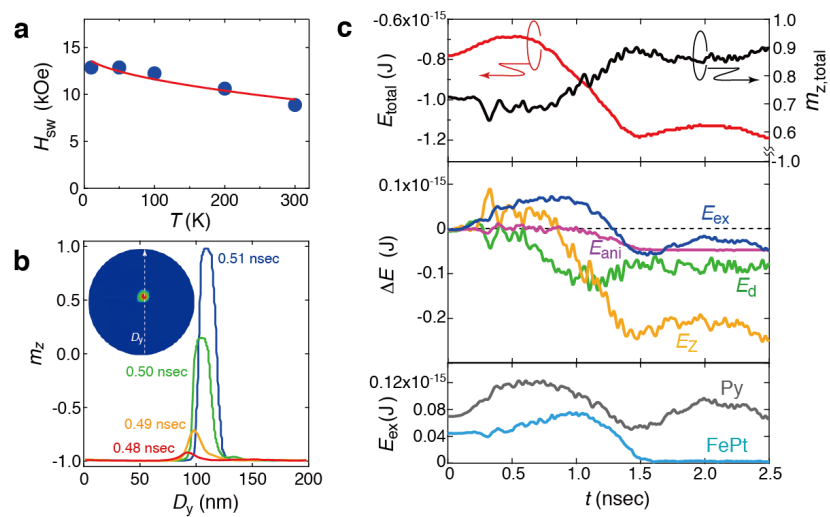 a
15
10
5
0
H_sw (kOe)
0 50 100 150 200 250 300
T (K)
b
1.0
0.5
0.0
-0.5
-1.0
m_z
D_y
0.51 nsec
0.50 nsec
0.49 nsec
0.48 nsec
0 50 100 150 200
D_y (nm)
c
-0.6x10^-15
-0.8
-1.0
-1.2
E_total (J)
1.0
0.9
0.8
0.7
0.6
-1.0
m_z,total
0.1x10^-15
0
-0.1
-0.2
ΔE (J)
E_ex
E_ani
E_d
E_Z
0.12x10^-15
0.08
0.04
0
E_ex (J)
Py
FePt
0 0.5 1.0 1.5 2.0 2.5
t (nsec)